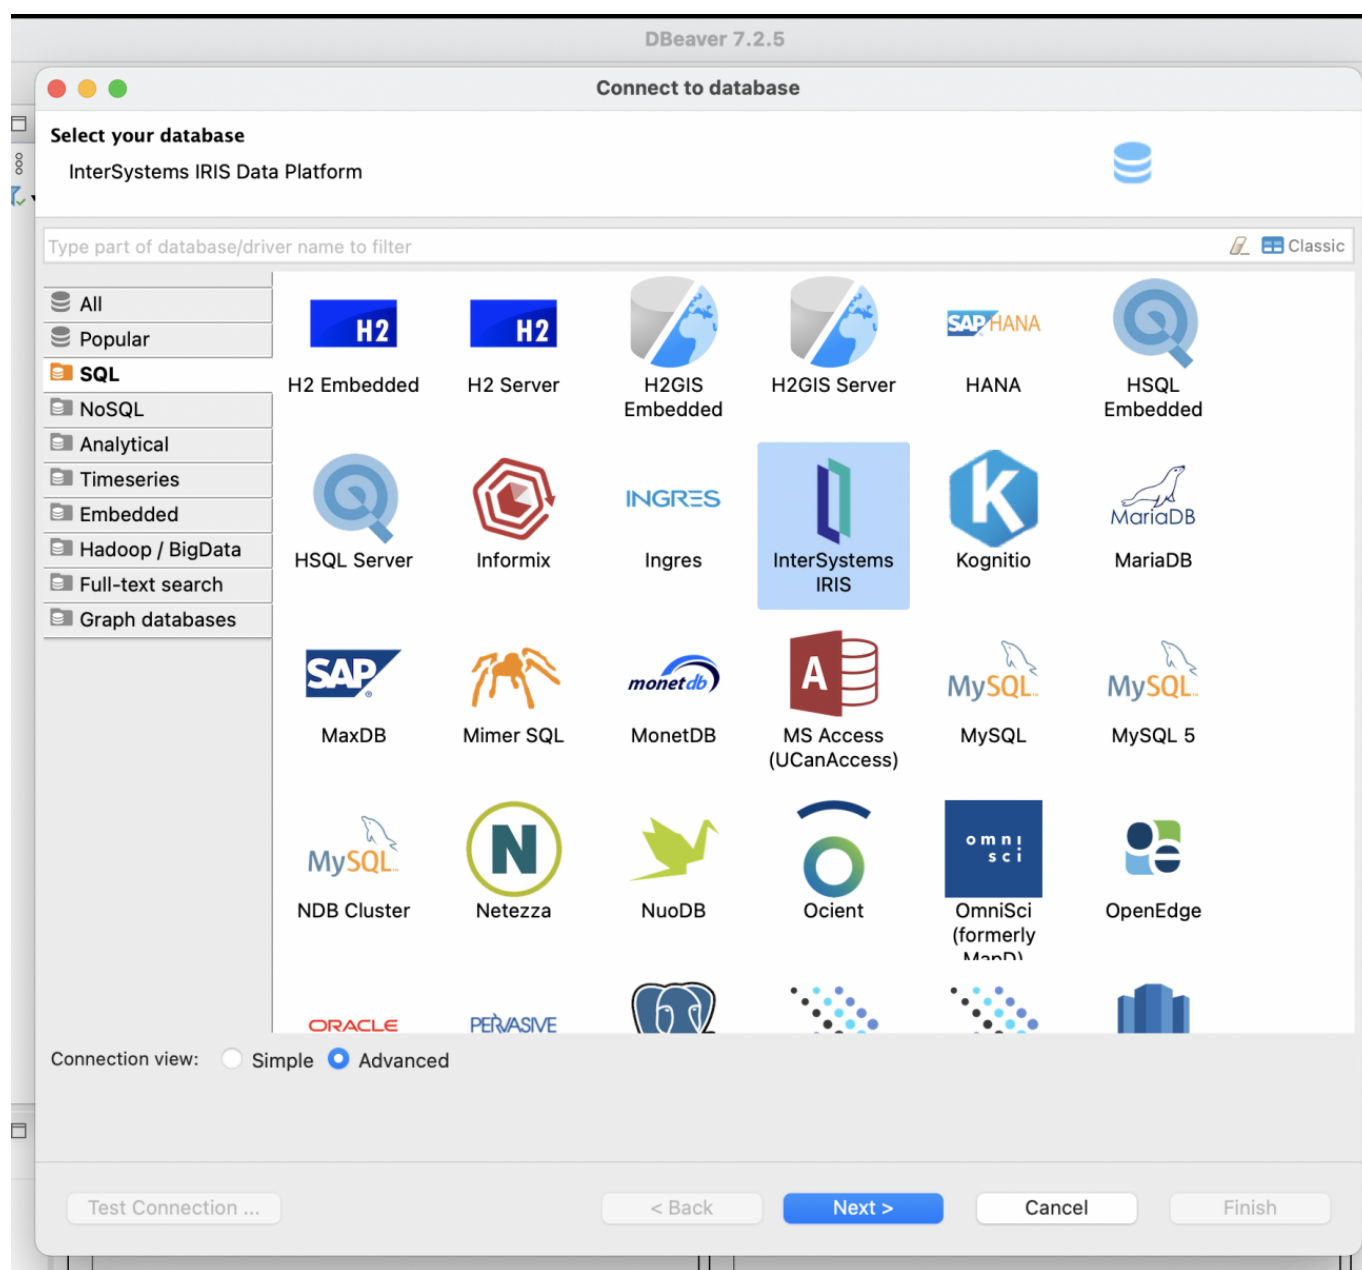 DBeaver 7.2.5
Connect to database
Select your database
InterSystems IRIS Data Platform
Type part of database/driver name to filter
Classic
All
Popular
SQL
NoSQL
Analytical
Timeseries
Embedded
Hadoop / BigData
Full-text search
Graph databases
H2
H2
SAP HANA
H2 Embedded
H2 Server
H2GIS
Embedded
H2GIS Server
HANA
HSQL
Embedded
INGRES
K
MariaDB
HSQL Server
Informix
Ingres
InterSystems
IRIS
Kognitio
MariaDB
SAP
monetdb
A
MySQL
MySQL
MaxDB
Mimer SQL
MonetDB
MS Access
(UCanAccess)
MySQL
MySQL 5
MySQL
N
omni
sci
NDB Cluster
Netezza
NuoDB
Ocient
OmniSci
(formerly
MapD)
OpenEdge
ORACLE
PERVASIVE
Connection view:
Simple
Advanced
Test Connection ...
< Back
Next >
Cancel
Finish